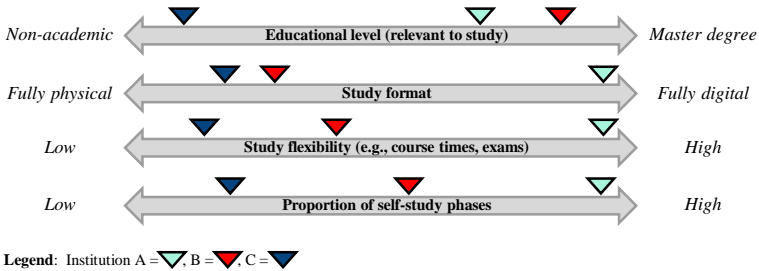 Non-academic Educational level (relevant to study) Master degree
Fully physical Study format Fully digital
Low Study flexibility (e.g., course times, exams) High
Low Proportion of self-study phases High
Legend: Institution A = , B = , C =